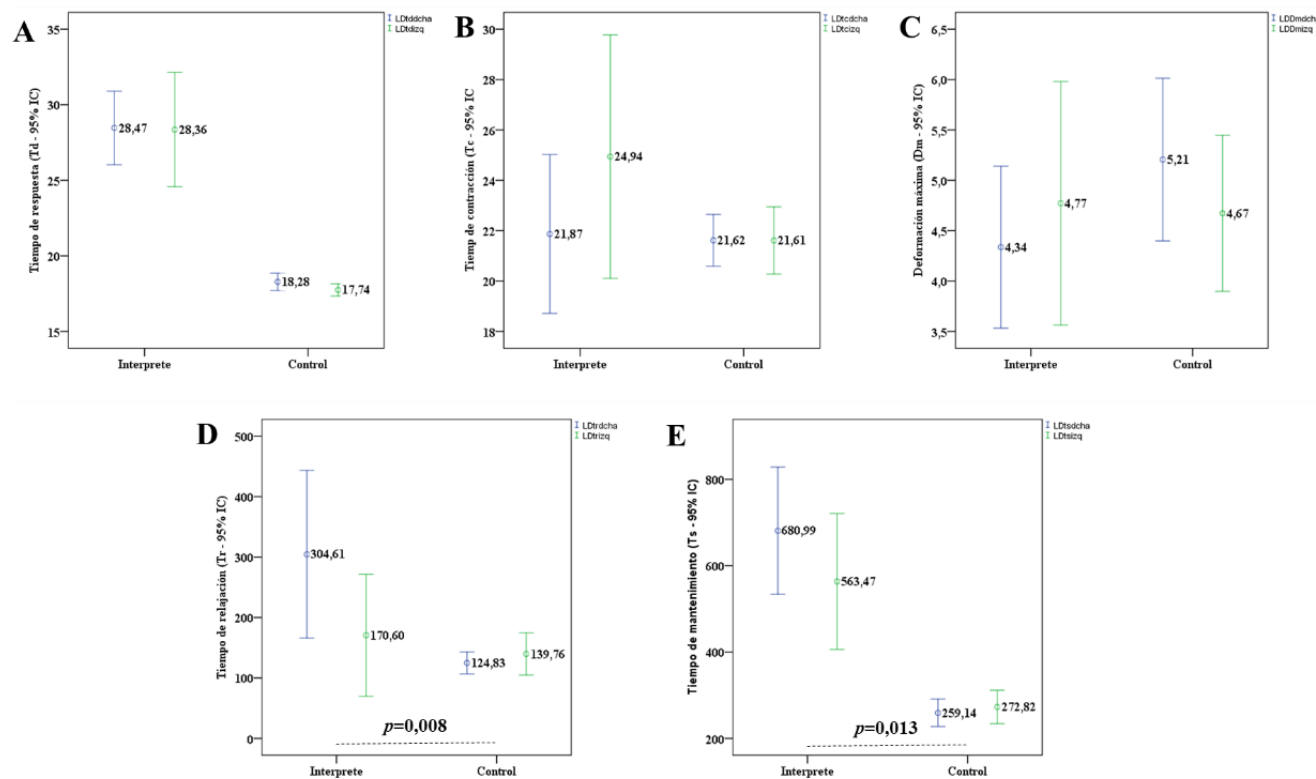 A
Tiempo de respuesta (Td - 95% IC)
35
30
25
20
15
28,47
28,36
18,28
17,74
Interprete
Control
LDtddcha
LDtdizq
B
Tiemp de contracción (Tc - 95% IC)
30
28
26
24
22
20
18
21,87
24,94
21,62
21,61
Interprete
Control
LDtcdcha
LDtcizq
C
Deformación máxima (Dm - 95% IC)
6,5
6,0
5,5
5,0
4,5
4,0
3,5
4,34
4,77
5,21
4,67
Interprete
Control
LDDmdch
LDDmizq
D
Tiempo de relajación (Tr - 95% IC)
500
400
300
200
100
0
304,61
170,60
124,83
139,76
p=0,008
Interprete
Control
LDtrdcha
LDtrizq
E
Tiempo de mantenimiento (Ts - 95% IC)
800
600
400
200
680,99
563,47
259,14
272,82
p=0,013
Interprete
Control
LDtsdcha
LDtsizq